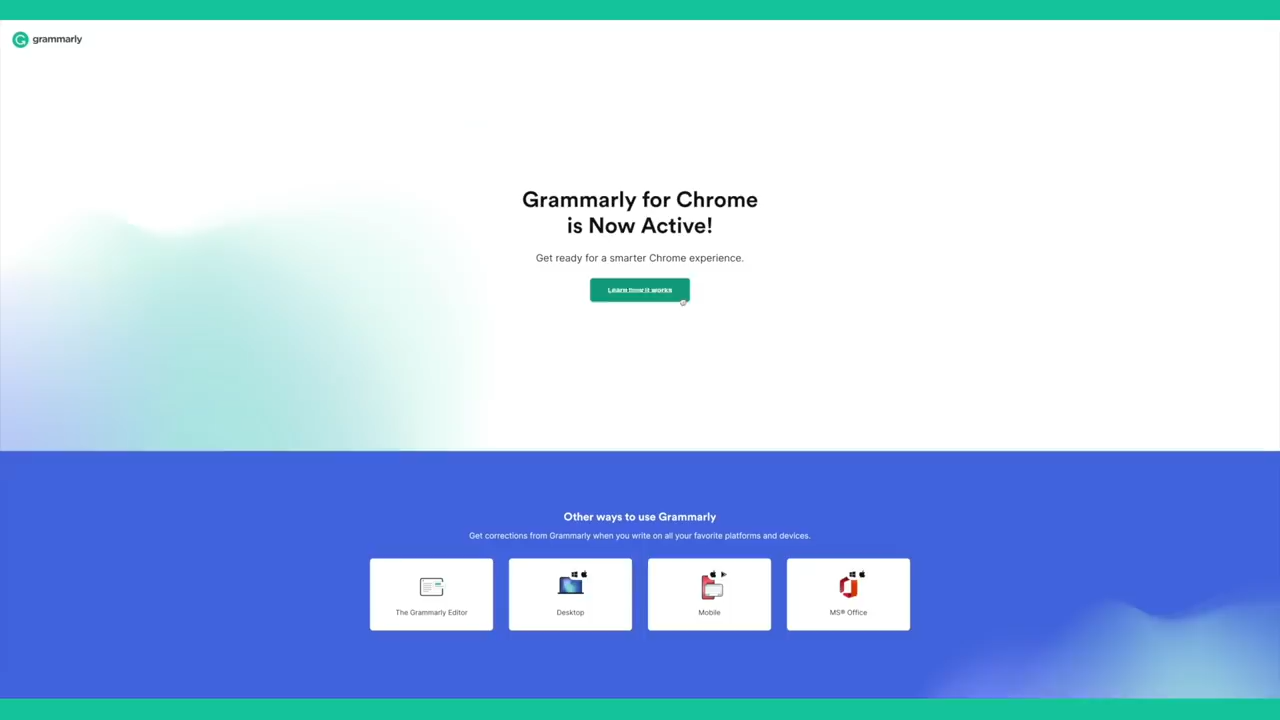 grammarly
Grammarly for Chrome
is Now Active!
Get ready for a smarter Chrome experience.
Learn how it works
Other ways to use Grammarly
Get corrections from Grammarly when you write on all your favorite platforms and devices.
The Grammarly Editor
Desktop
Mobile
MS® Office